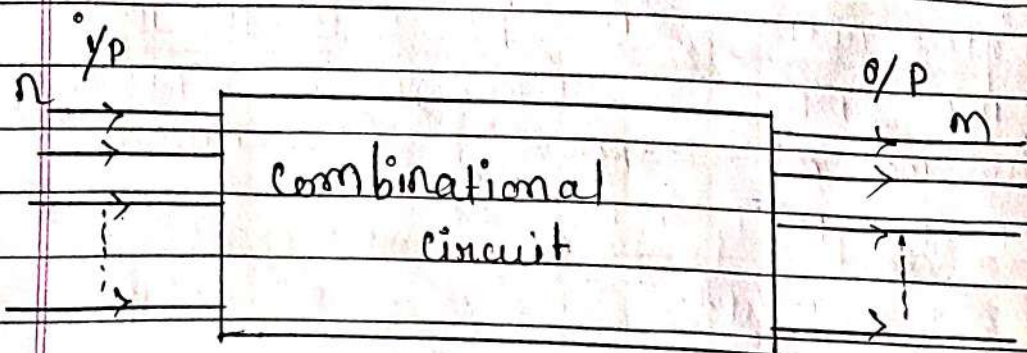 i/p
o/p
n
m
Combinational
circuit